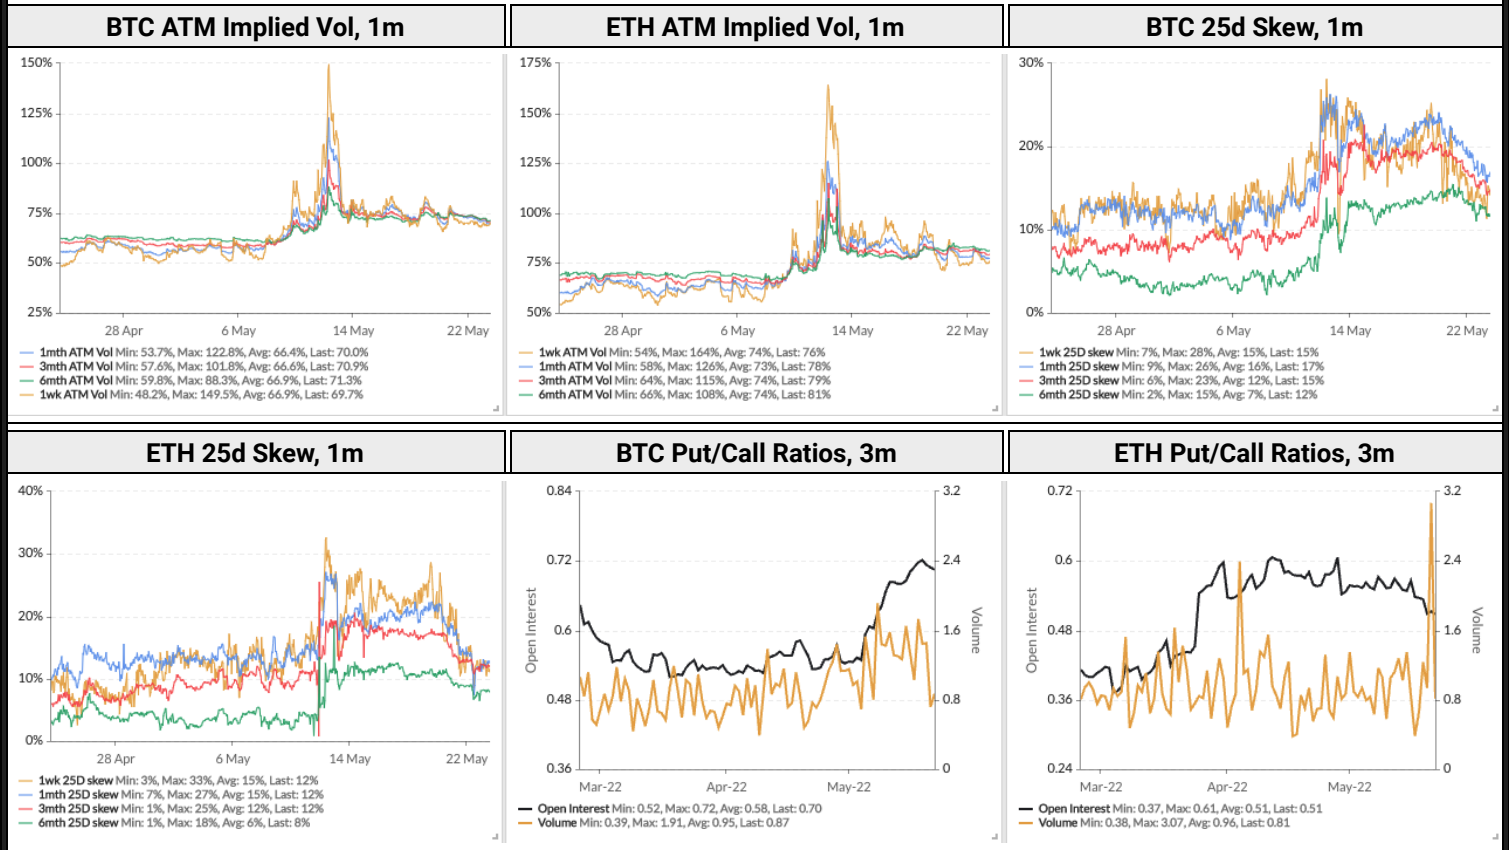 BTC ATM Implied Vol, 1m
150%
125%
100%
75%
50%
25%
28 Apr
6 May
14 May
22 May
1mth ATM Vol Min: 53.7%, Max: 122.8%, Avg: 66.4%, Last: 70.0%
3mth ATM Vol Min: 57.6%, Max: 101.8%, Avg: 66.6%, Last: 70.9%
6mth ATM Vol Min: 59.8%, Max: 88.3%, Avg: 66.9%, Last: 71.3%
1wk ATM Vol Min: 48.2%, Max: 149.5%, Avg: 66.9%, Last: 69.7%
ETH ATM Implied Vol, 1m
175%
150%
125%
100%
75%
50%
28 Apr
6 May
14 May
22 May
1wk ATM Vol Min: 54%, Max: 164%, Avg: 74%, Last: 76%
1mth ATM Vol Min: 58%, Max: 126%, Avg: 73%, Last: 78%
3mth ATM Vol Min: 64%, Max: 115%, Avg: 74%, Last: 79%
6mth ATM Vol Min: 66%, Max: 108%, Avg: 74%, Last: 81%
BTC 25d Skew, 1m
30%
20%
10%
0%
28 Apr
6 May
14 May
22 May
1wk 25D skew Min: 7%, Max: 28%, Avg: 15%, Last: 15%
1mth 25D skew Min: 9%, Max: 26%, Avg: 16%, Last: 17%
3mth 25D skew Min: 6%, Max: 23%, Avg: 12%, Last: 15%
6mth 25D skew Min: 2%, Max: 15%, Avg: 7%, Last: 12%
ETH 25d Skew, 1m
40%
30%
20%
10%
0%
28 Apr
6 May
14 May
22 May
1wk 25D skew Min: 3%, Max: 33%, Avg: 15%, Last: 12%
1mth 25D skew Min: 7%, Max: 27%, Avg: 15%, Last: 12%
3mth 25D skew Min: 1%, Max: 25%, Avg: 12%, Last: 12%
6mth 25D skew Min: 1%, Max: 18%, Avg: 6%, Last: 8%
BTC Put/Call Ratios, 3m
0.84
0.72
0.6
0.48
0.36
Open Interest
3.2
2.4
1.6
0.8
0
Volume
Mar-22
Apr-22
May-22
Open Interest Min: 0.52, Max: 0.72, Avg: 0.58, Last: 0.70
Volume Min: 0.39, Max: 1.91, Avg: 0.95, Last: 0.87
ETH Put/Call Ratios, 3m
0.72
0.6
0.48
0.36
0.24
Open Interest
3.2
2.4
1.6
0.8
0
Volume
Mar-22
Apr-22
May-22
Open Interest Min: 0.37, Max: 0.61, Avg: 0.51, Last: 0.51
Volume Min: 0.38, Max: 3.07, Avg: 0.96, Last: 0.81